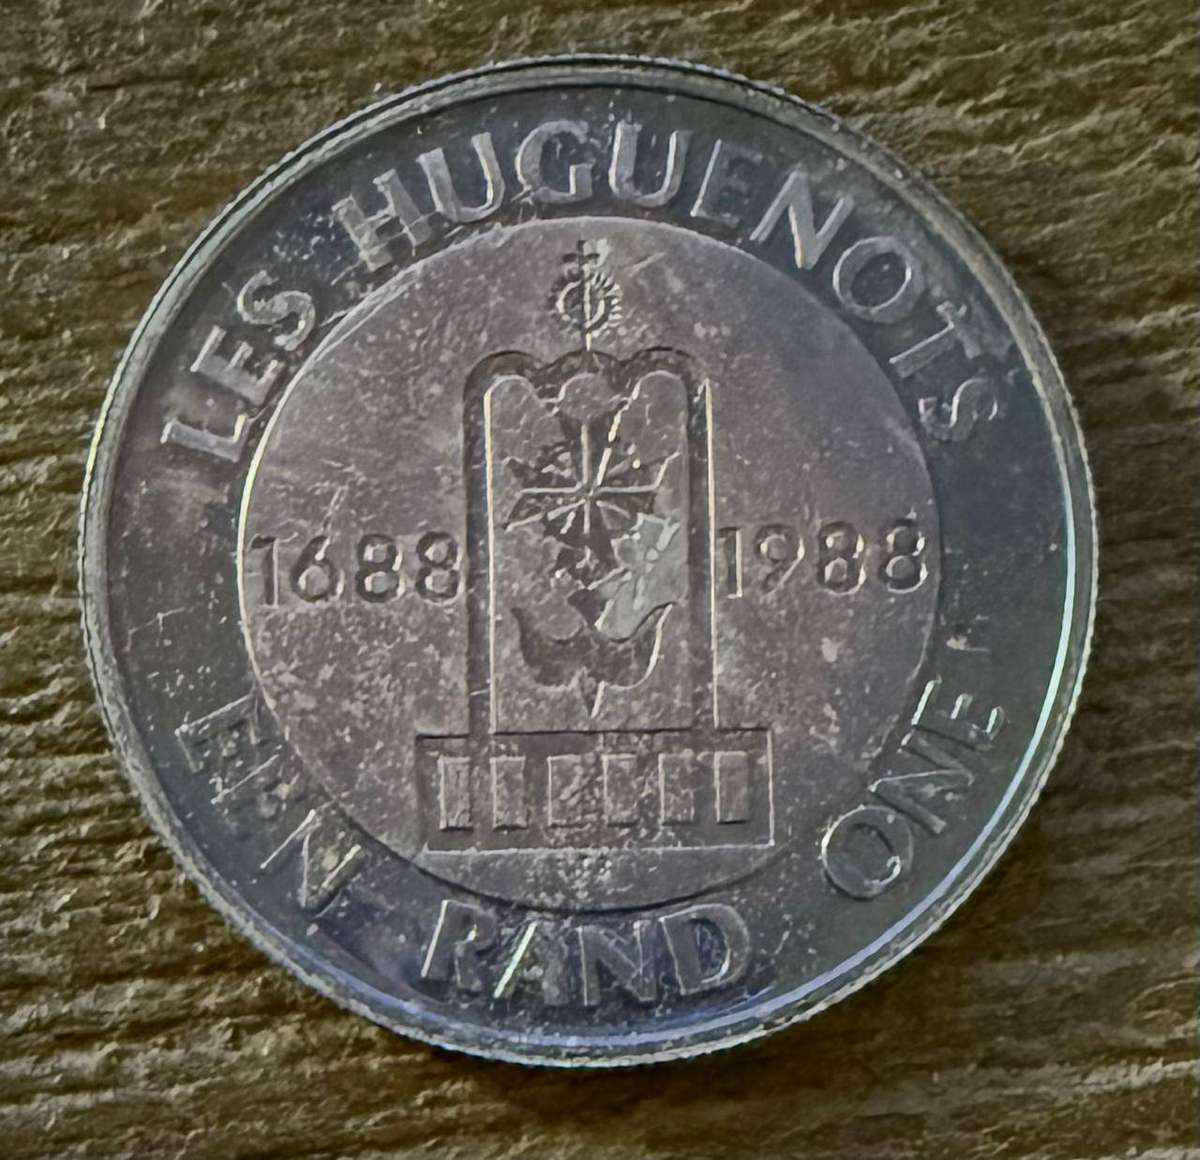 LES HUGUENOTS
1688 1988
EEN RAND ONE